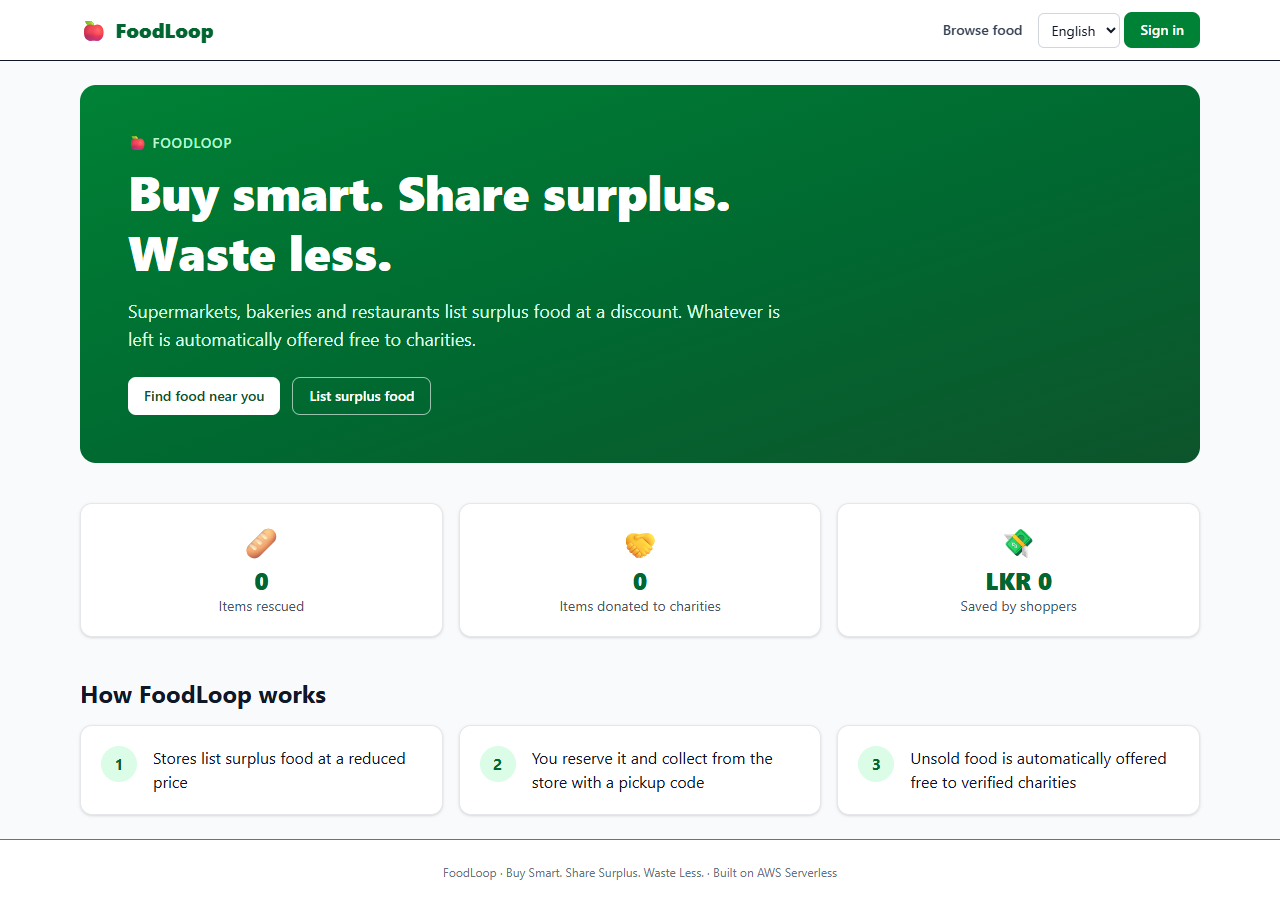 FoodLoop
Browse food
English
Sign in
FOODLOOP
Buy smart. Share surplus.
Waste less.
Supermarkets, bakeries and restaurants list surplus food at a discount. Whatever is
left is automatically offered free to charities.
Find food near you
List surplus food
0
Items rescued
0
Items donated to charities
LKR 0
Saved by shoppers
How FoodLoop works
1
Stores list surplus food at a reduced
price
2
You reserve it and collect from the
store with a pickup code
3
Unsold food is automatically offered
free to verified charities
FoodLoop · Buy Smart. Share Surplus. Waste Less. · Built on AWS Serverless